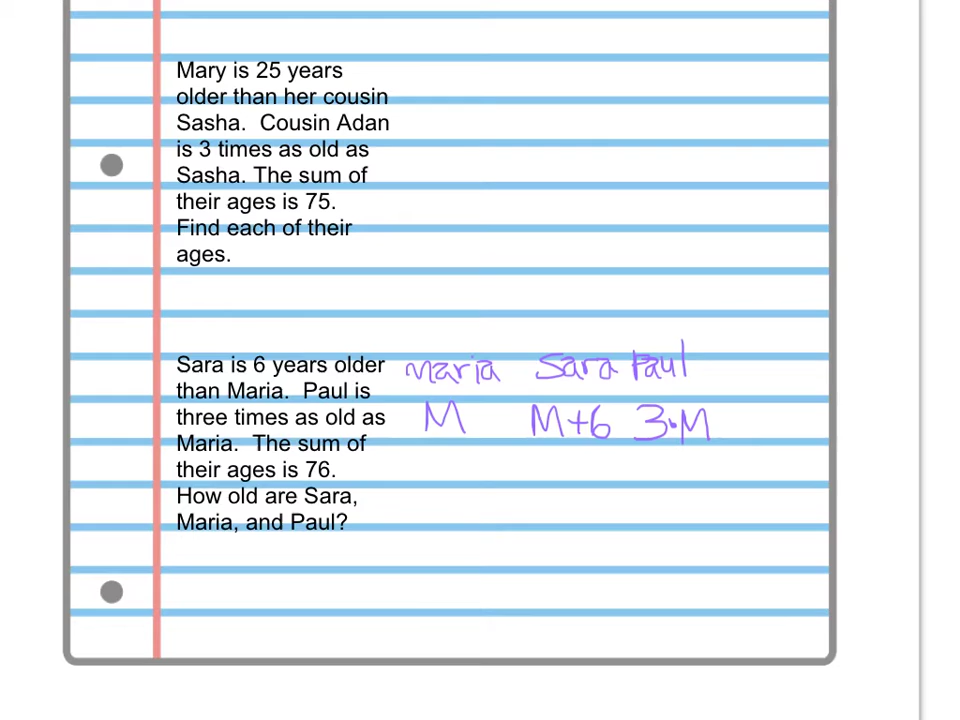 Mary is 25 years
older than her cousin
Sasha. Cousin Adan
is 3 times as old as
Sasha. The sum of
their ages is 75.
Find each of their
ages.
Sara is 6 years older
than Maria. Paul is
three times as old as
Maria. The sum of
their ages is 76.
How old are Sara,
Maria, and Paul?
maria Sara Paul
M M+6 3·M